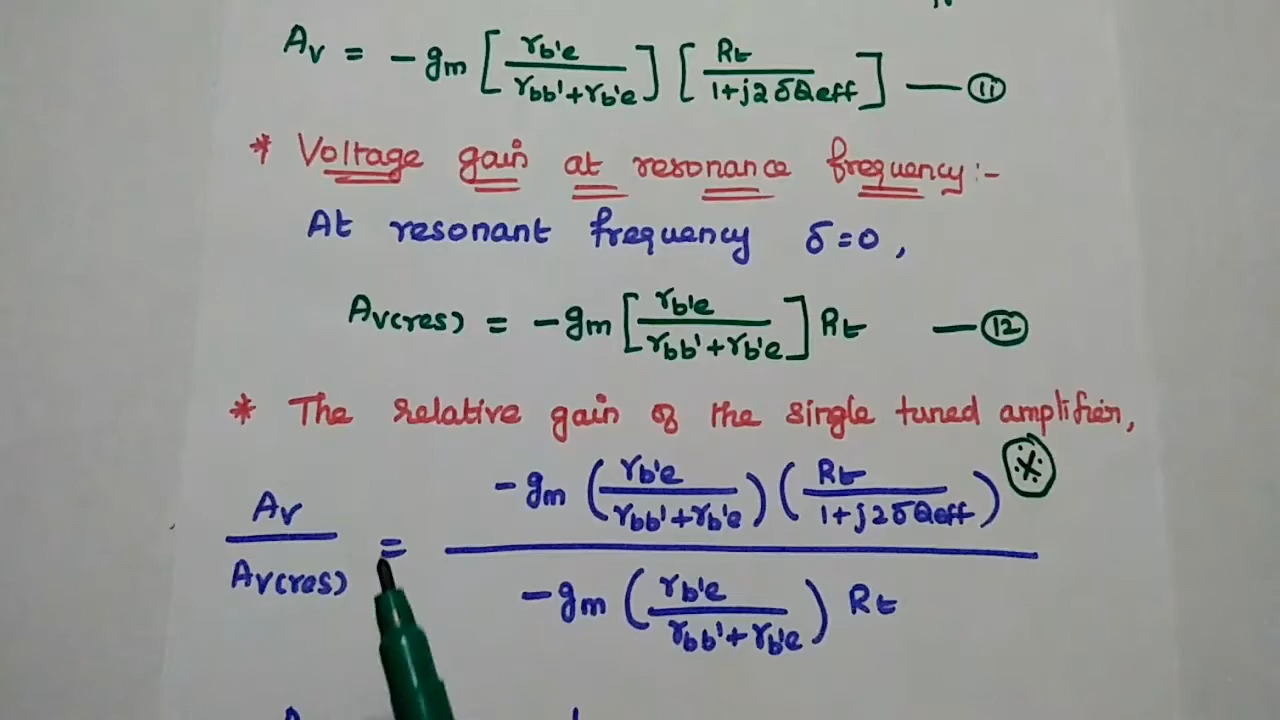 Av = -gm [ rb'e / rbb'+rb'e ] [ Rt / 1+j2δQeff ] — ⑪
* Voltage gain at resonance frequency:-
At resonant frequency δ=0,
Av(res) = -gm [ rb'e / rbb'+rb'e ] Rt — ⑫
* The relative gain of the single tuned amplifier,
Av / Av(res) = -gm ( rb'e / rbb'+rb'e ) ( Rt / 1+j2δQeff ) / -gm ( rb'e / rbb'+rb'e ) Rt